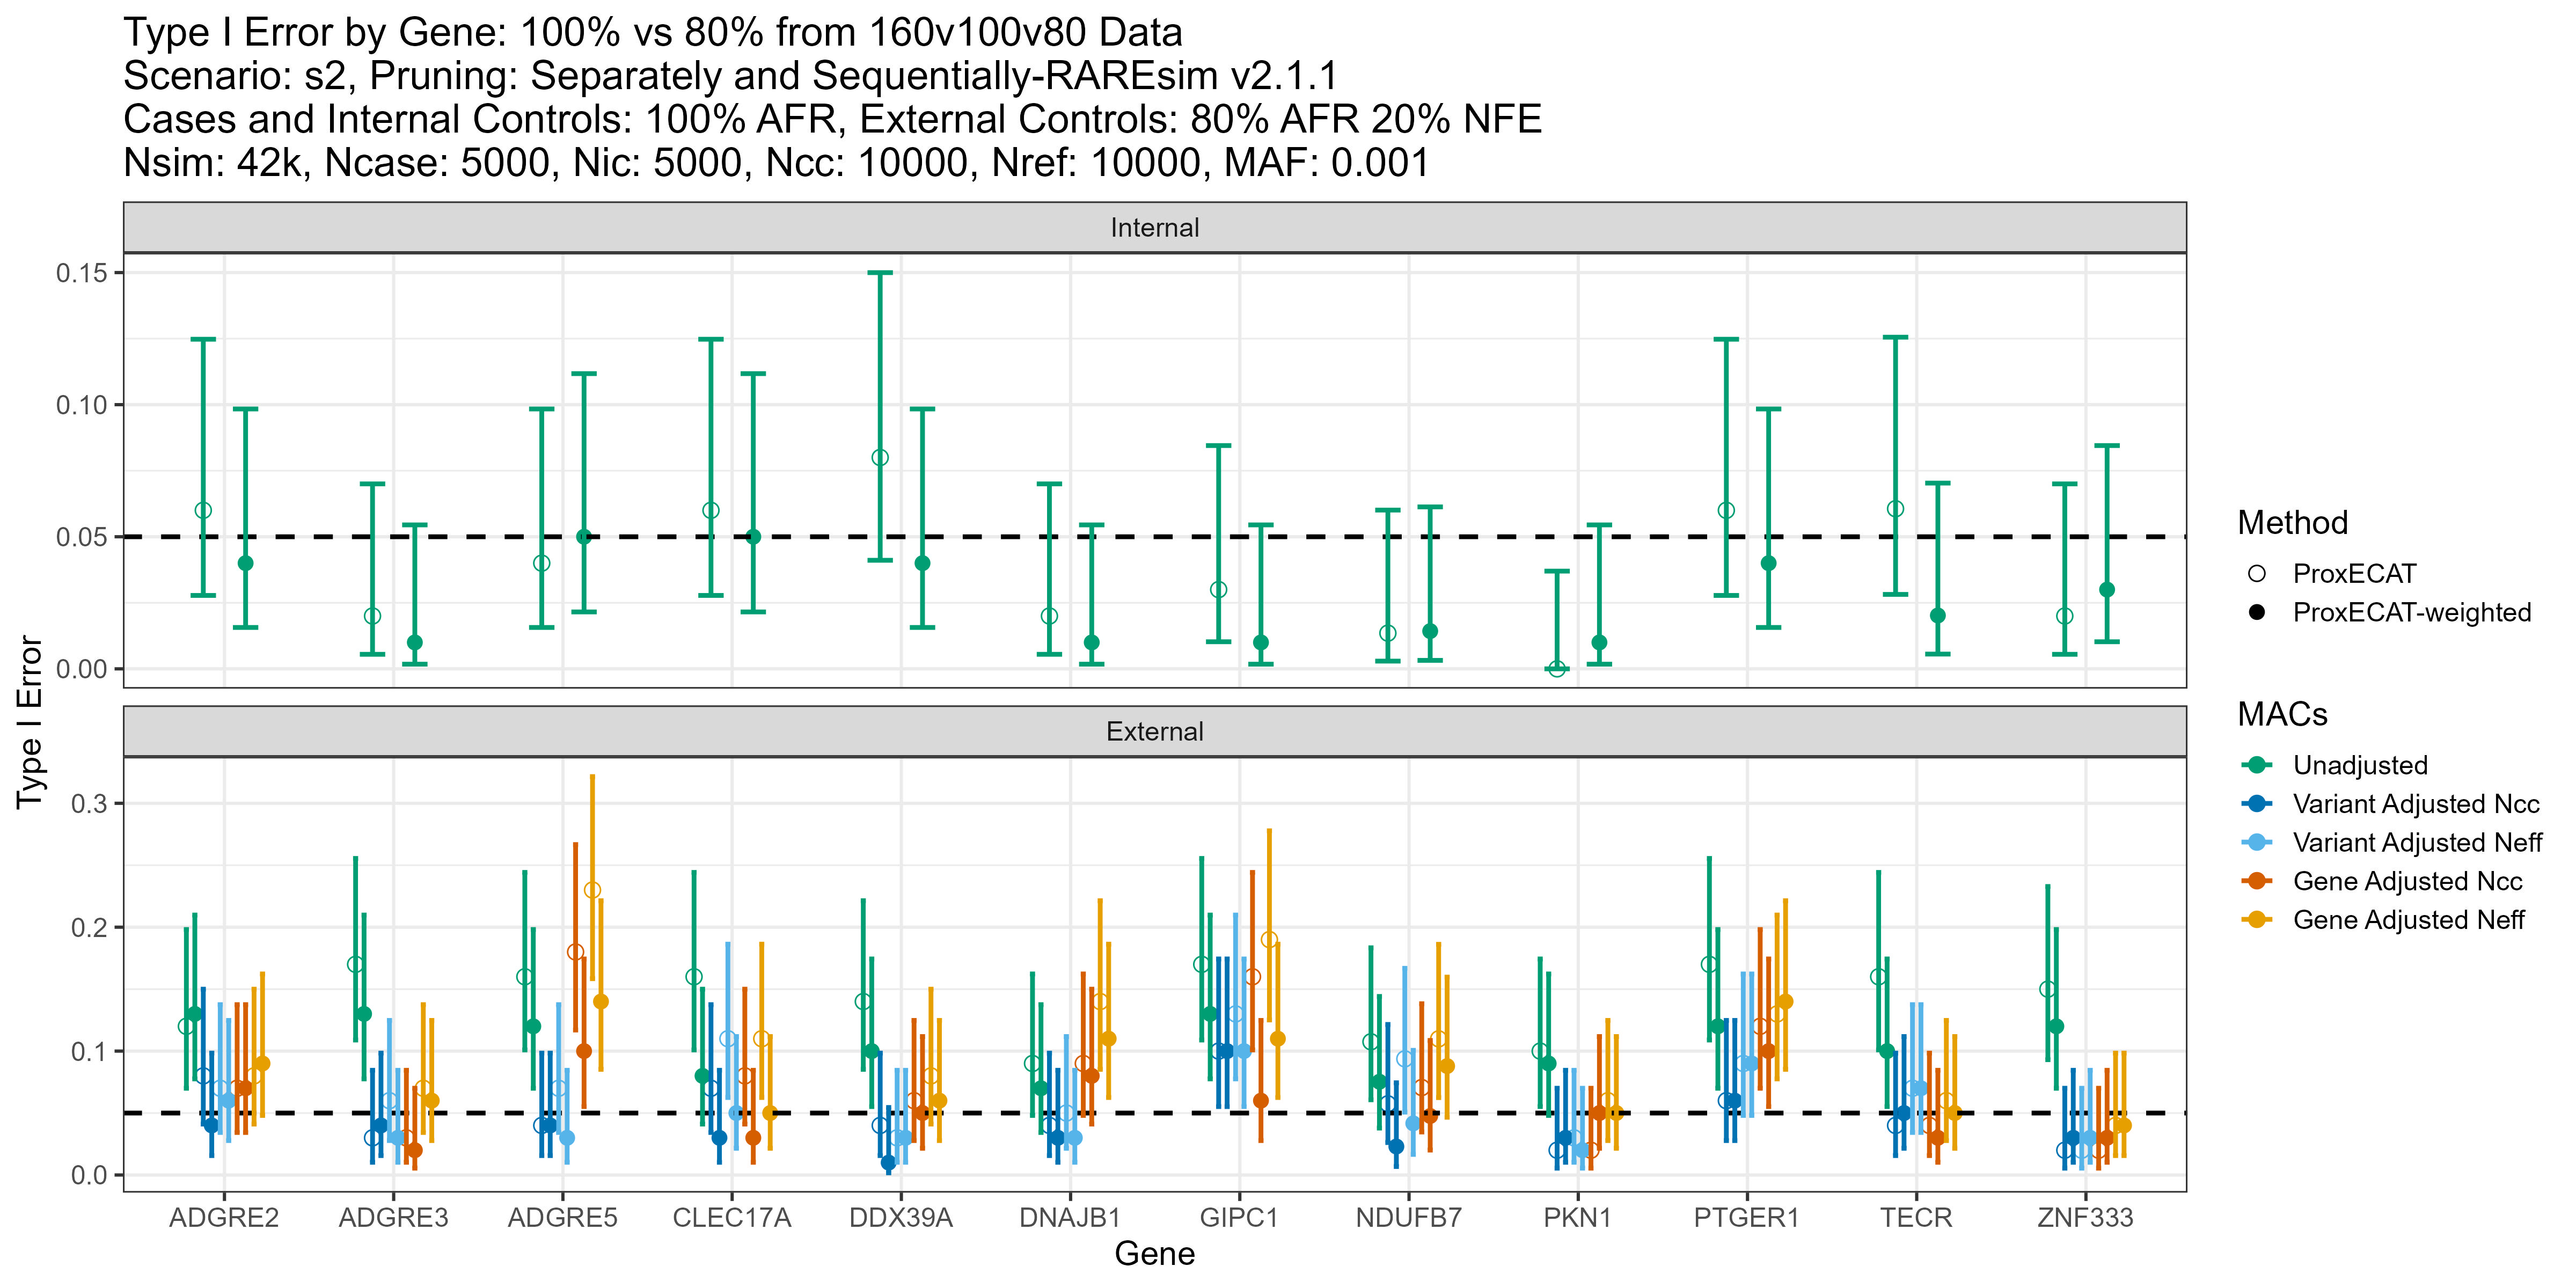 Type I Error by Gene: 100% vs 80% from 160v100v80 Data
Scenario: s2, Pruning: Separately and Sequentially-RAREsim v2.1.1
Cases and Internal Controls: 100% AFR, External Controls: 80% AFR 20% NFE
Nsim: 42k, Ncase: 5000, Nic: 5000, Ncc: 10000, Nref: 10000, MAF: 0.001
Internal
0.15
0.10
0.05
0.00
External
0.3
0.2
0.1
0.0
Type I Error
ADGRE2 ADGRE3 ADGRE5 CLEC17A DDX39A DNAJB1 GIPC1 NDUFB7 PKN1 PTGER1 TECR ZNF333
Gene
Method
ProxECAT
ProxECAT-weighted
MACs
Unadjusted
Variant Adjusted Ncc
Variant Adjusted Neff
Gene Adjusted Ncc
Gene Adjusted Neff